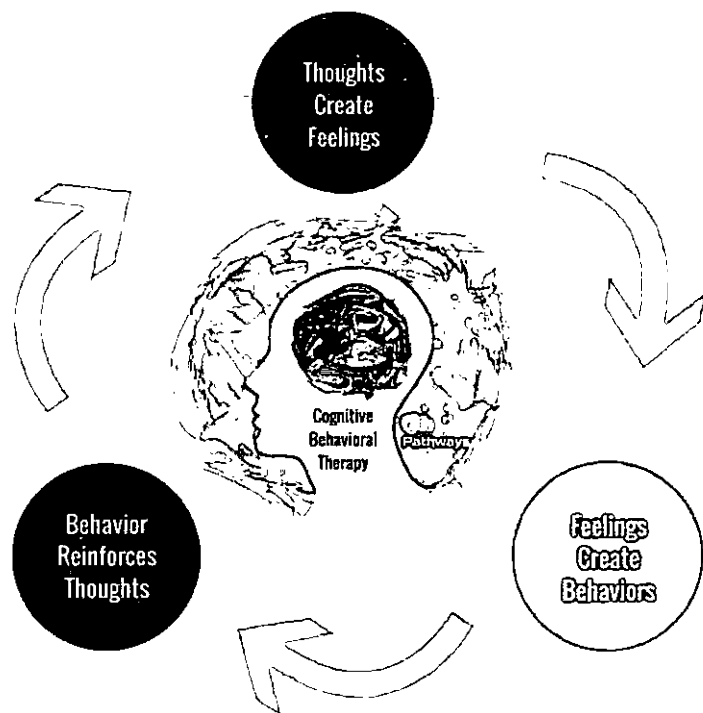 Thoughts
Create
Feelings
Cognitive
Behavioral
Therapy
Pathways
Behavior
Reinforces
Thoughts
Feelings
Create
Behaviors